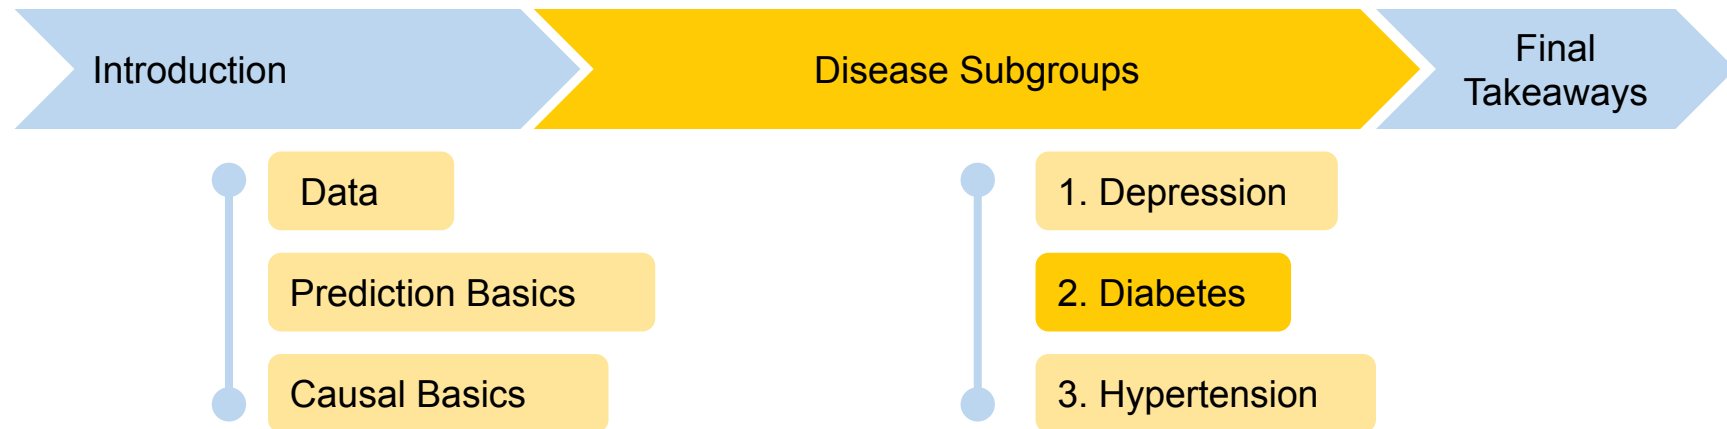 Introduction
Disease Subgroups
Final
Takeaways
Data
Prediction Basics
Causal Basics
1. Depression
2. Diabetes
3. Hypertension